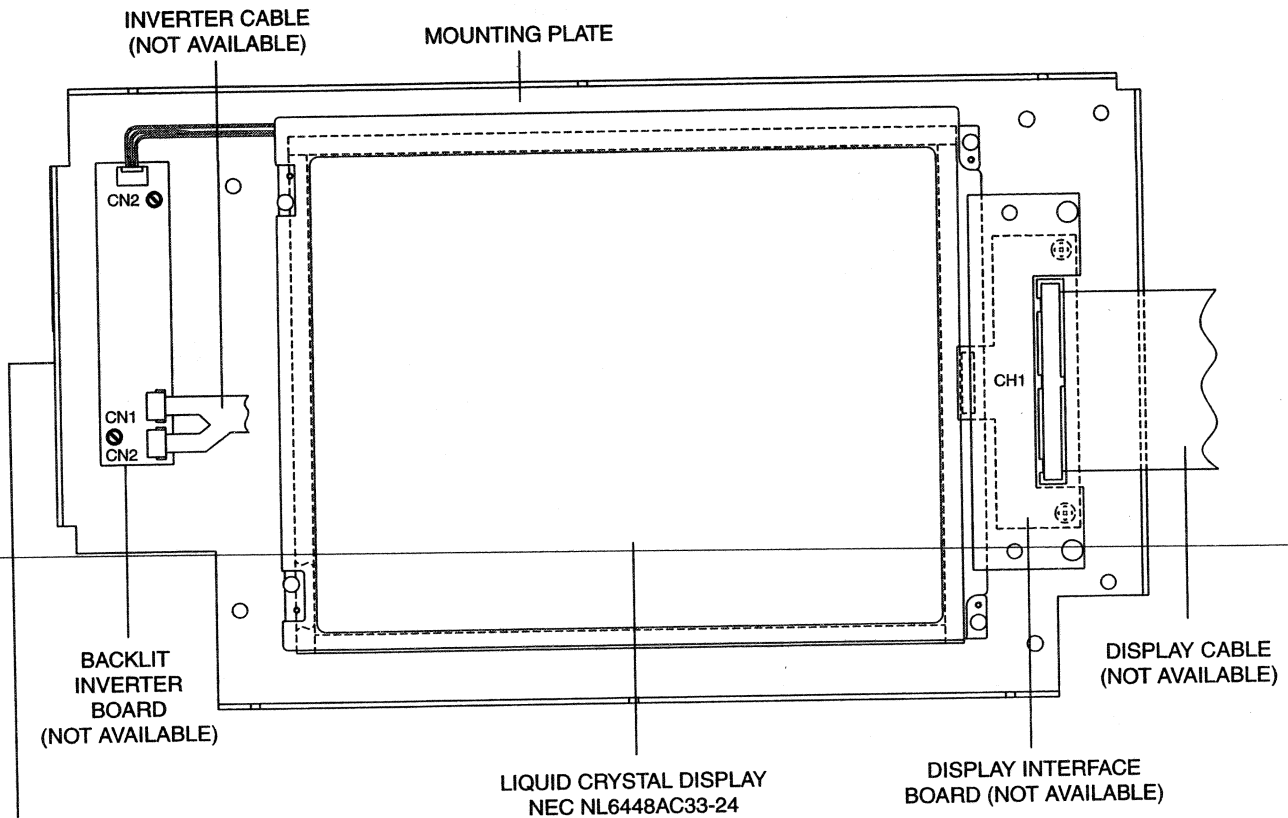 INVERTER CABLE
(NOT AVAILABLE)
MOUNTING PLATE
CN2
CN1
CN2
CH1
BACKLIT
INVERTER
BOARD
(NOT AVAILABLE)
DISPLAY CABLE
(NOT AVAILABLE)
LIQUID CRYSTAL DISPLAY
NEC NL6448AC33-24
DISPLAY INTERFACE
BOARD (NOT AVAILABLE)